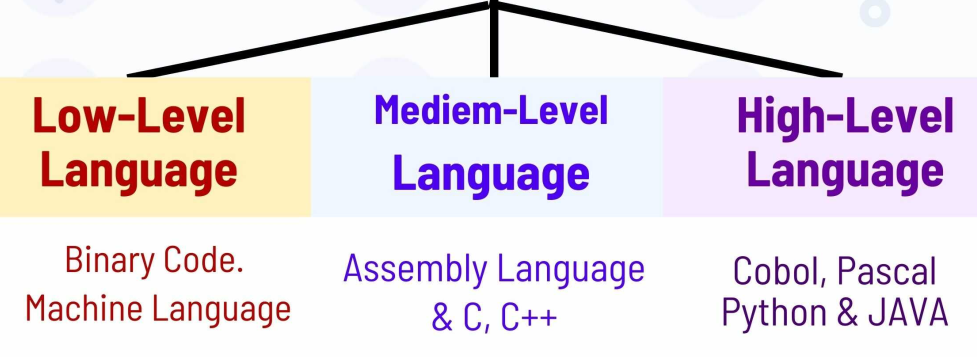 Low-Level
Language
Mediem-Level
Language
High-Level
Language
Binary Code.
Machine Language
Assembly Language
& C, C++
Cobol, Pascal
Python & JAVA